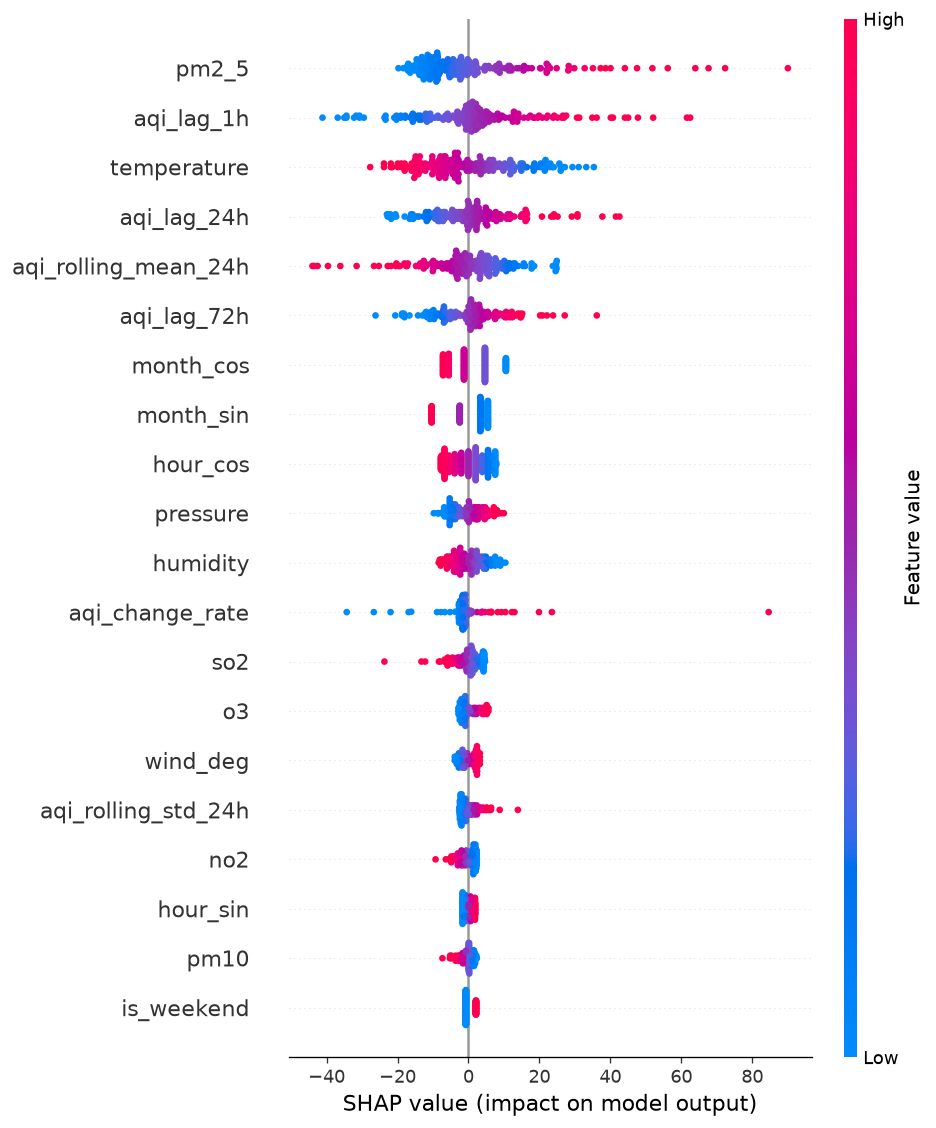 High
pm2_5
aqi_lag_1h
temperature
aqi_lag_24h
aqi_rolling_mean_24h
aqi_lag_72h
month_cos
month_sin
hour_cos
pressure
humidity
aqi_change_rate
so2
o3
wind_deg
aqi_rolling_std_24h
no2
hour_sin
pm10
is_weekend
Feature value
Low
−40 −20 0 20 40 60 80
SHAP value (impact on model output)